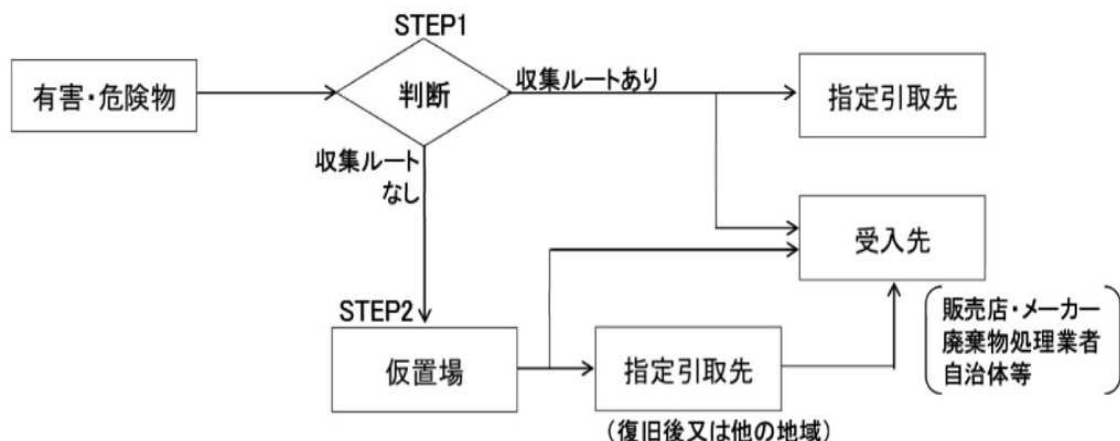 STEP1
有害・危険物
判断
収集ルートあり
指定引取先
収集ルート
なし
受入先
STEP2
仮置場
指定引取先
（復旧後又は他の地域）
販売店・メーカー
廃棄物処理業者
自治体等